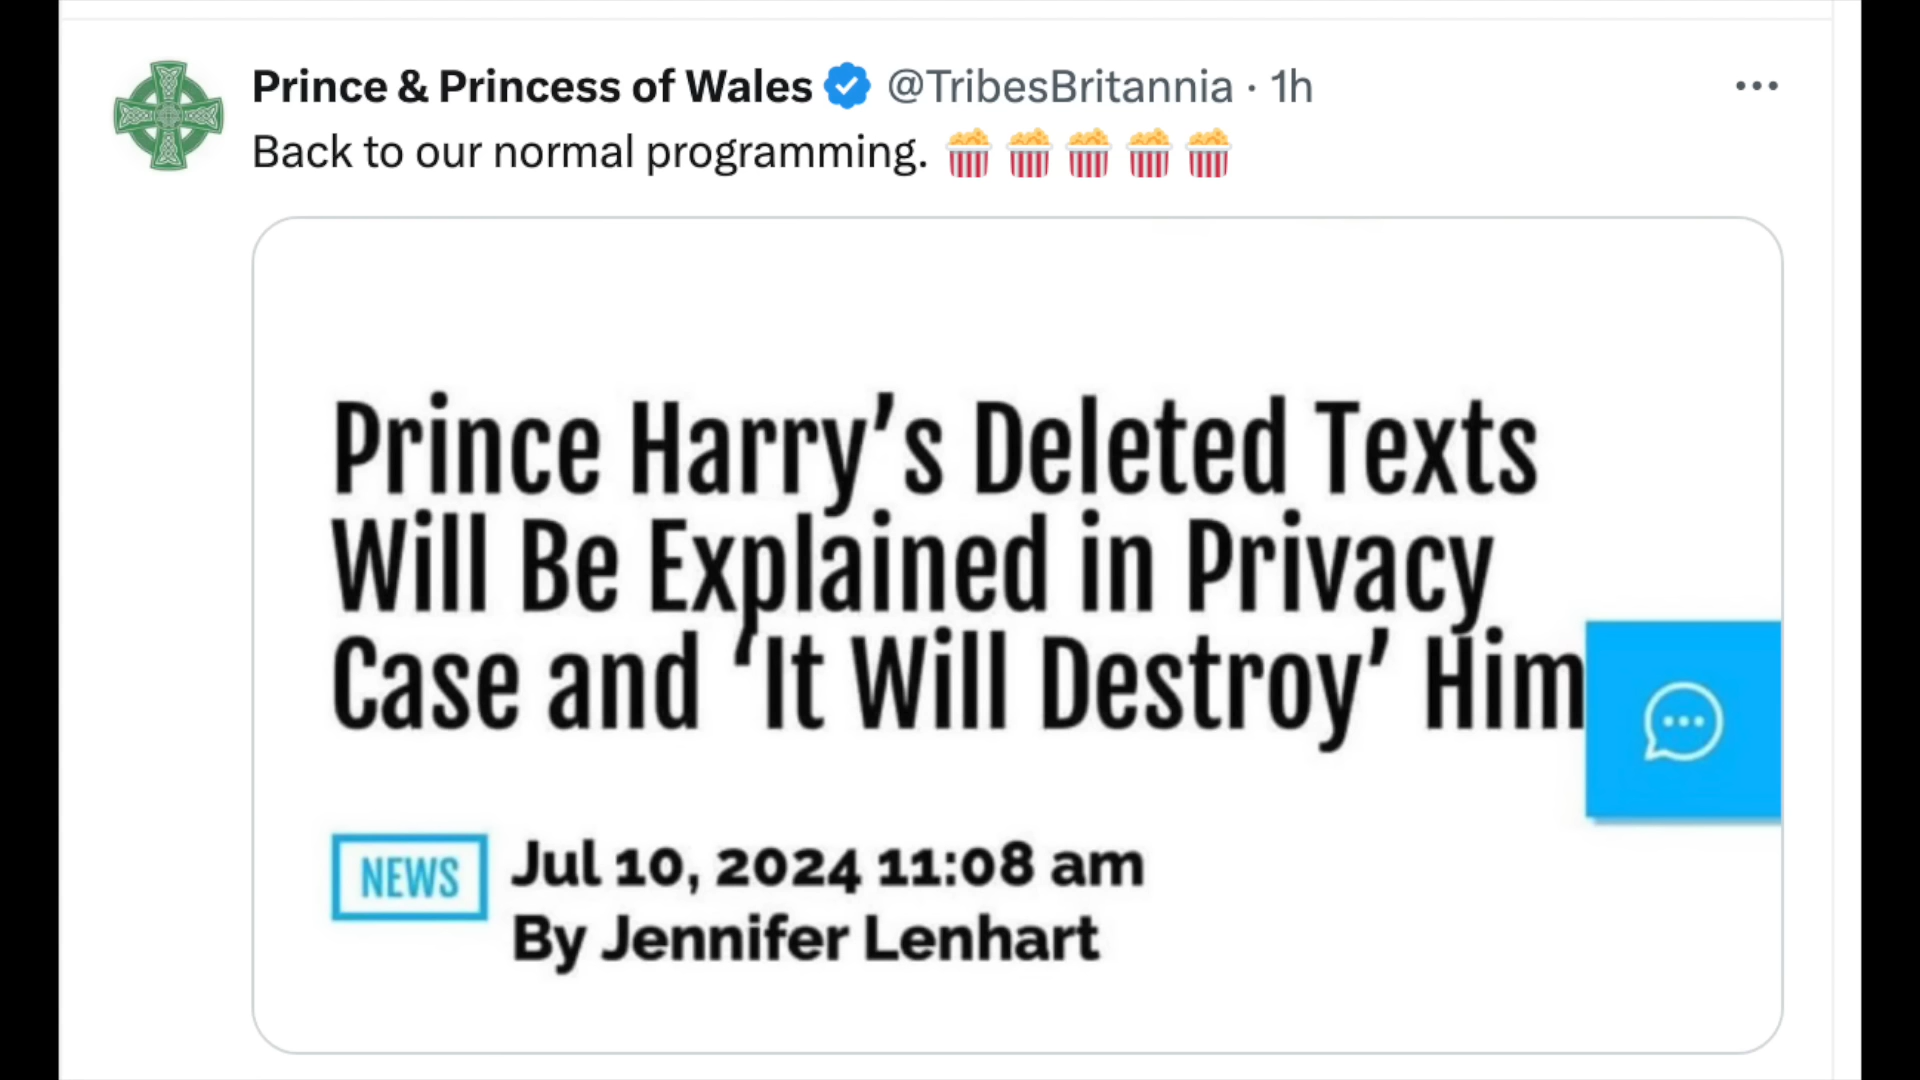 Prince & Princess of Wales @TribesBritannia · 1h
Back to our normal programming. 🍿🍿🍿🍿🍿
Prince Harry’s Deleted Texts
Will Be Explained in Privacy
Case and ‘It Will Destroy’ Him
NEWS
Jul 10, 2024 11:08 am
By Jennifer Lenhart